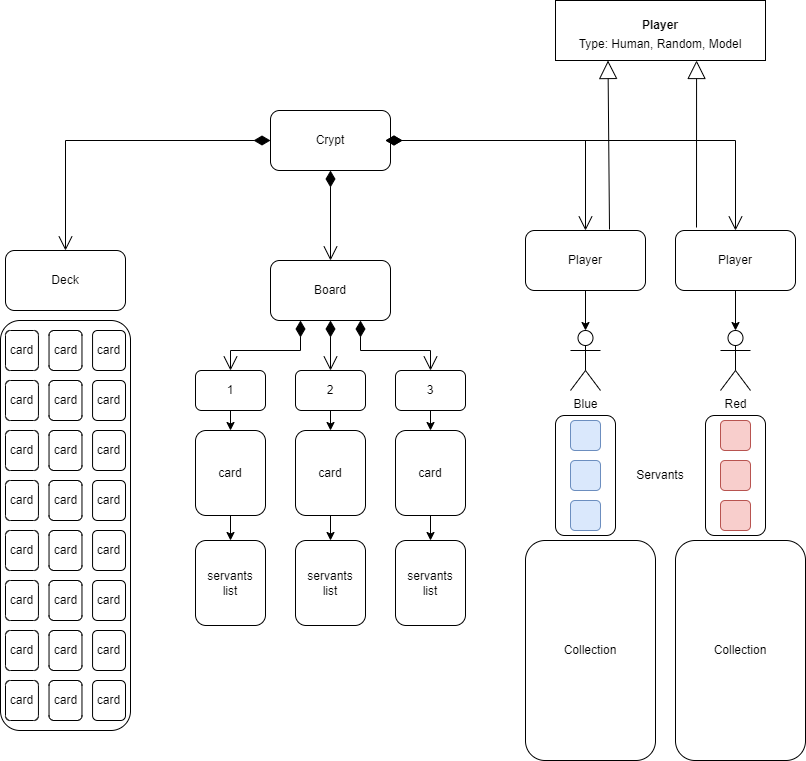 Player
Type: Human, Random, Model
Crypt
Deck
Board
Player
Player
card card card
card card card
card card card
card card card
card card card
card card card
card card card
card card card
1
2
3
card
card
card
servants
list
servants
list
servants
list
Blue
Red
Servants
Collection
Collection